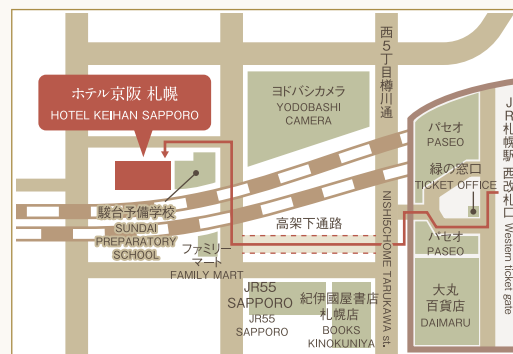 西5丁目樽川通
ホテル京阪 札幌
HOTEL KEIHAN SAPPORO
ヨドバシカメラ
YODOBASHI
CAMERA
パセオ
PASEO
緑の窓口
TICKET OFFICE
JR札幌駅 西改札口
Western ticket gate
駿台予備学校
SUNDAI
PREPARATORY
SCHOOL
高架下通路
NISHI5CHOME TARUKAWA st.
パセオ
PASEO
ファミリー
マート
FAMILY MART
JR55
SAPPORO
JR55
SAPPORO
紀伊國屋書店
札幌店
BOOKS
KINOKUNIYA
大丸
百貨店
DAIMARU